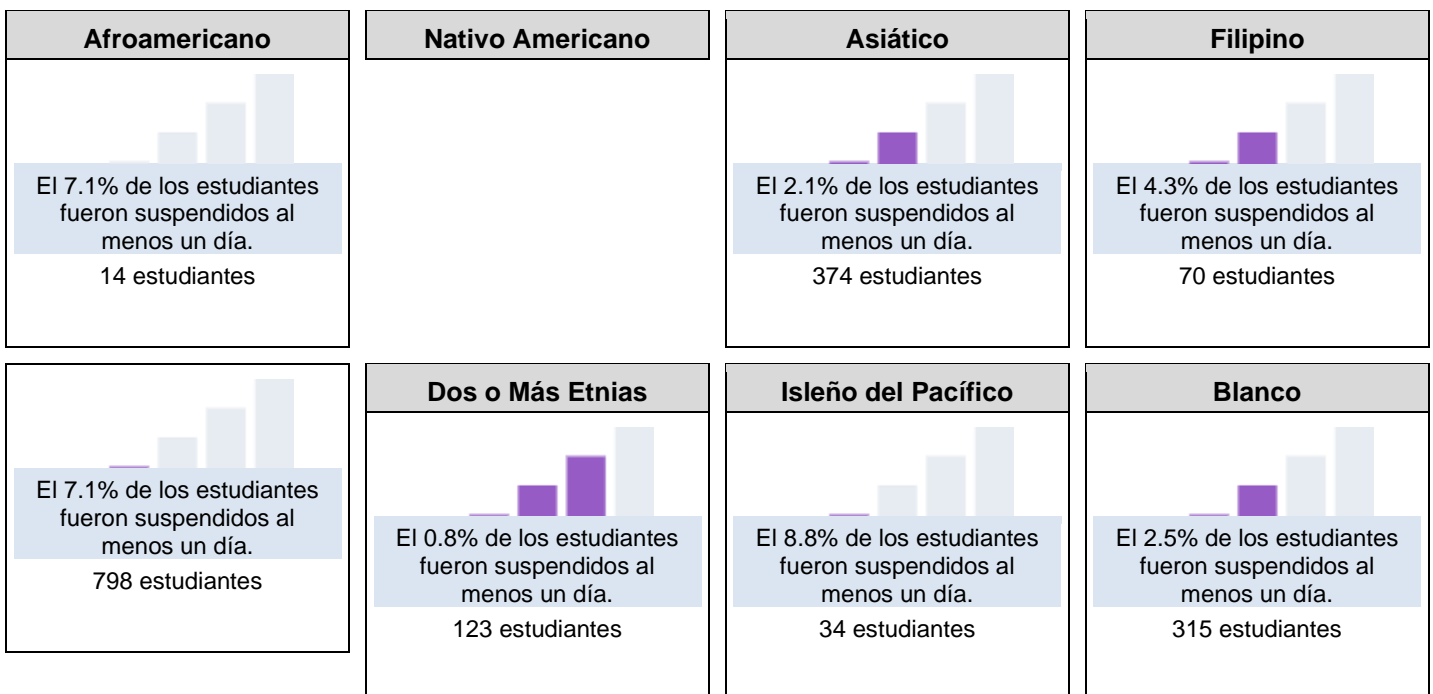 Afroamericano
El 7.1% de los estudiantes
fueron suspendidos al
menos un día.
14 estudiantes
Nativo Americano
Asiático
El 2.1% de los estudiantes
fueron suspendidos al
menos un día.
374 estudiantes
Filipino
El 4.3% de los estudiantes
fueron suspendidos al
menos un día.
70 estudiantes
El 7.1% de los estudiantes
fueron suspendidos al
menos un día.
798 estudiantes
Dos o Más Etnias
El 0.8% de los estudiantes
fueron suspendidos al
menos un día.
123 estudiantes
Isleño del Pacífico
El 8.8% de los estudiantes
fueron suspendidos al
menos un día.
34 estudiantes
Blanco
El 2.5% de los estudiantes
fueron suspendidos al
menos un día.
315 estudiantes